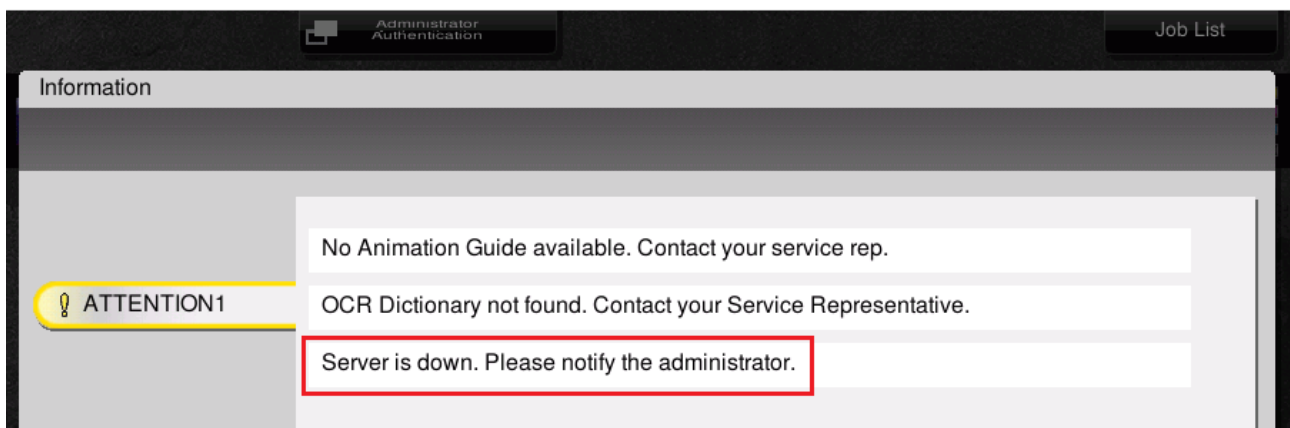 Administrator
Authentication
Job List
Information
No Animation Guide available. Contact your service rep.
ATTENTION1
OCR Dictionary not found. Contact your Service Representative.
Server is down. Please notify the administrator.